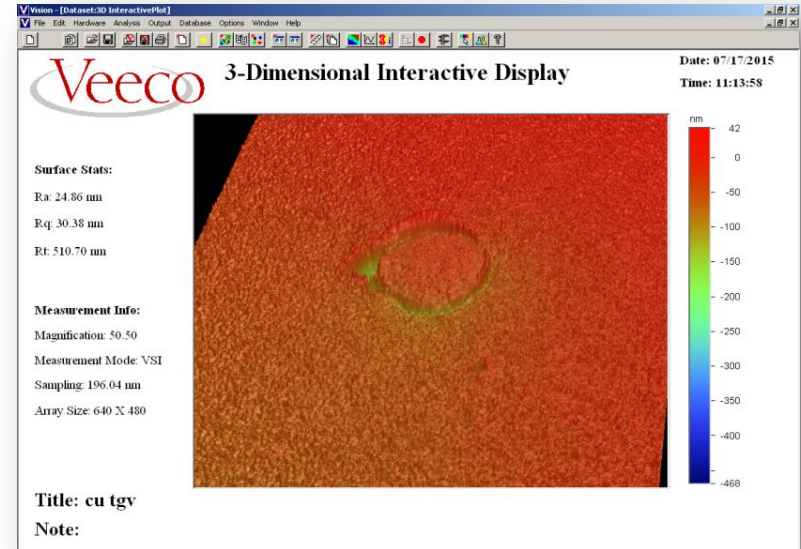 Vision - [Dataset:3D InteractivePlot]
File Edit Hardware Analysis Output Database Options Window Help
Veeco
3-Dimensional Interactive Display
Date: 07/17/2015
Time: 11:13:58
Surface Stats:
Ra: 24.86 nm
Rq: 30.38 nm
Rt: 510.70 nm
Measurement Info:
Magnification: 50.50
Measurement Mode: VSI
Sampling: 196.04 nm
Array Size: 640 X 480
Title: cu tgv
Note:
nm
42
0
-50
-100
-150
-200
-250
-300
-350
-400
-468